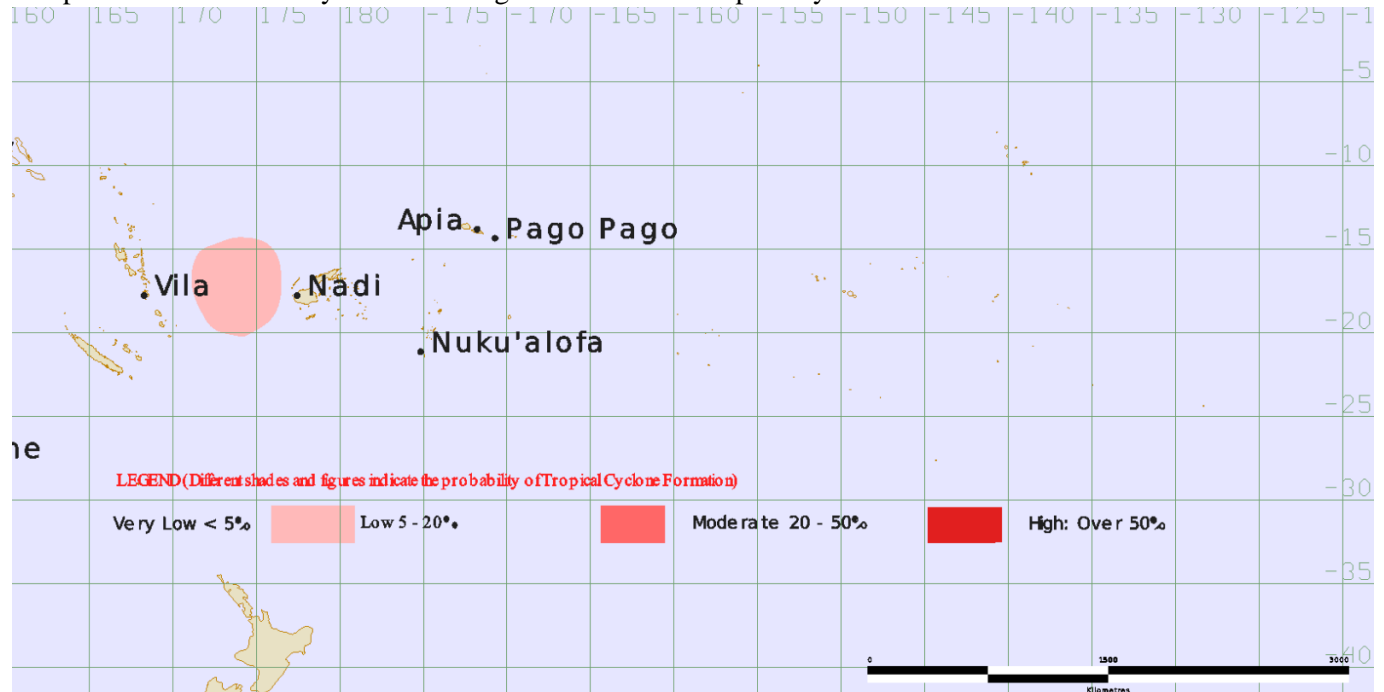 160 165 170 175 180 -175 -170 -165 -160 -155 -150 -145 -140 -135 -130 -125
-5
-10
Apia
Pago Pago
-15
Vila
Nadi
-20
Nuku'alofa
-25
ne
LEGEND(Different shades and figures indicate the probability of Tropical Cyclone Formation)
-30
Very Low < 5%
Low 5 - 20%
Moderate 20 - 50%
High: Over 50%
-35
-40
0 1500 3000
Kilometres